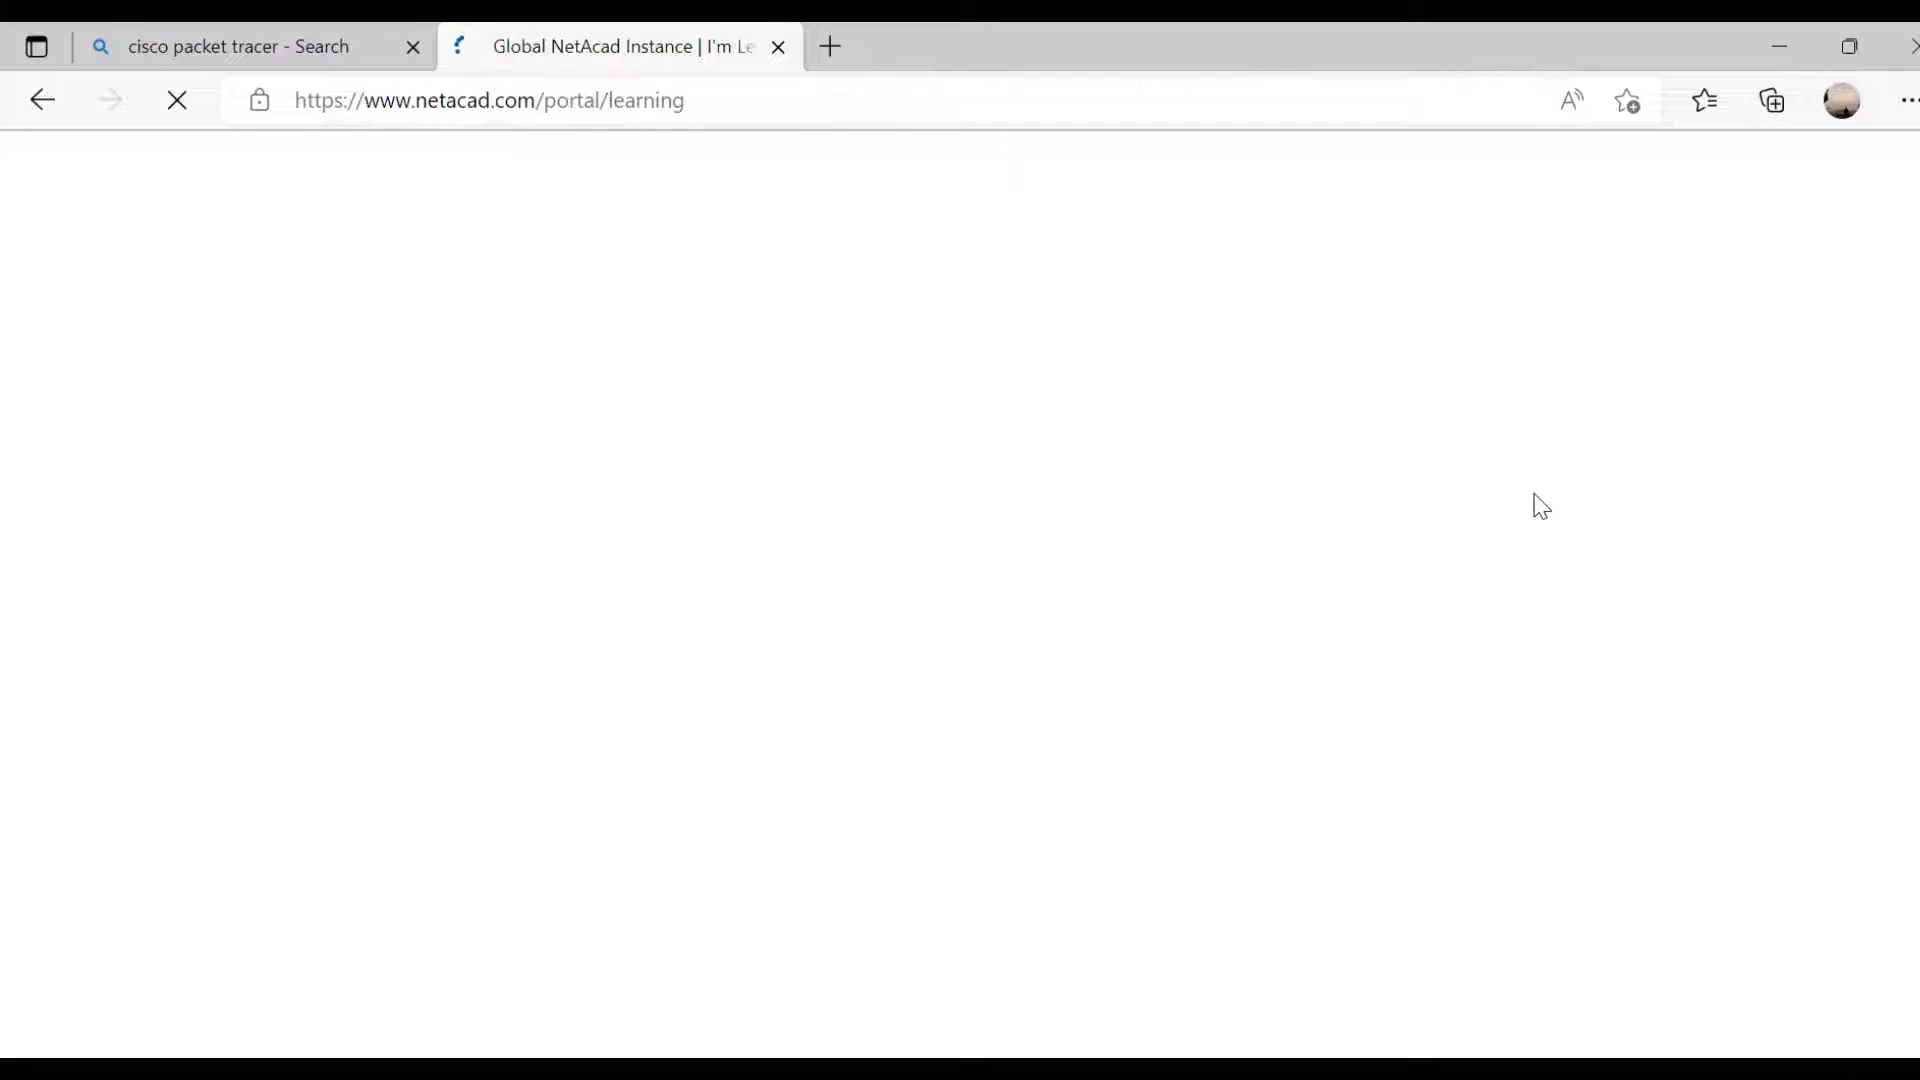 cisco packet tracer - Search
Global NetAcad Instance | I'm Le
https://www.netacad.com/portal/learning